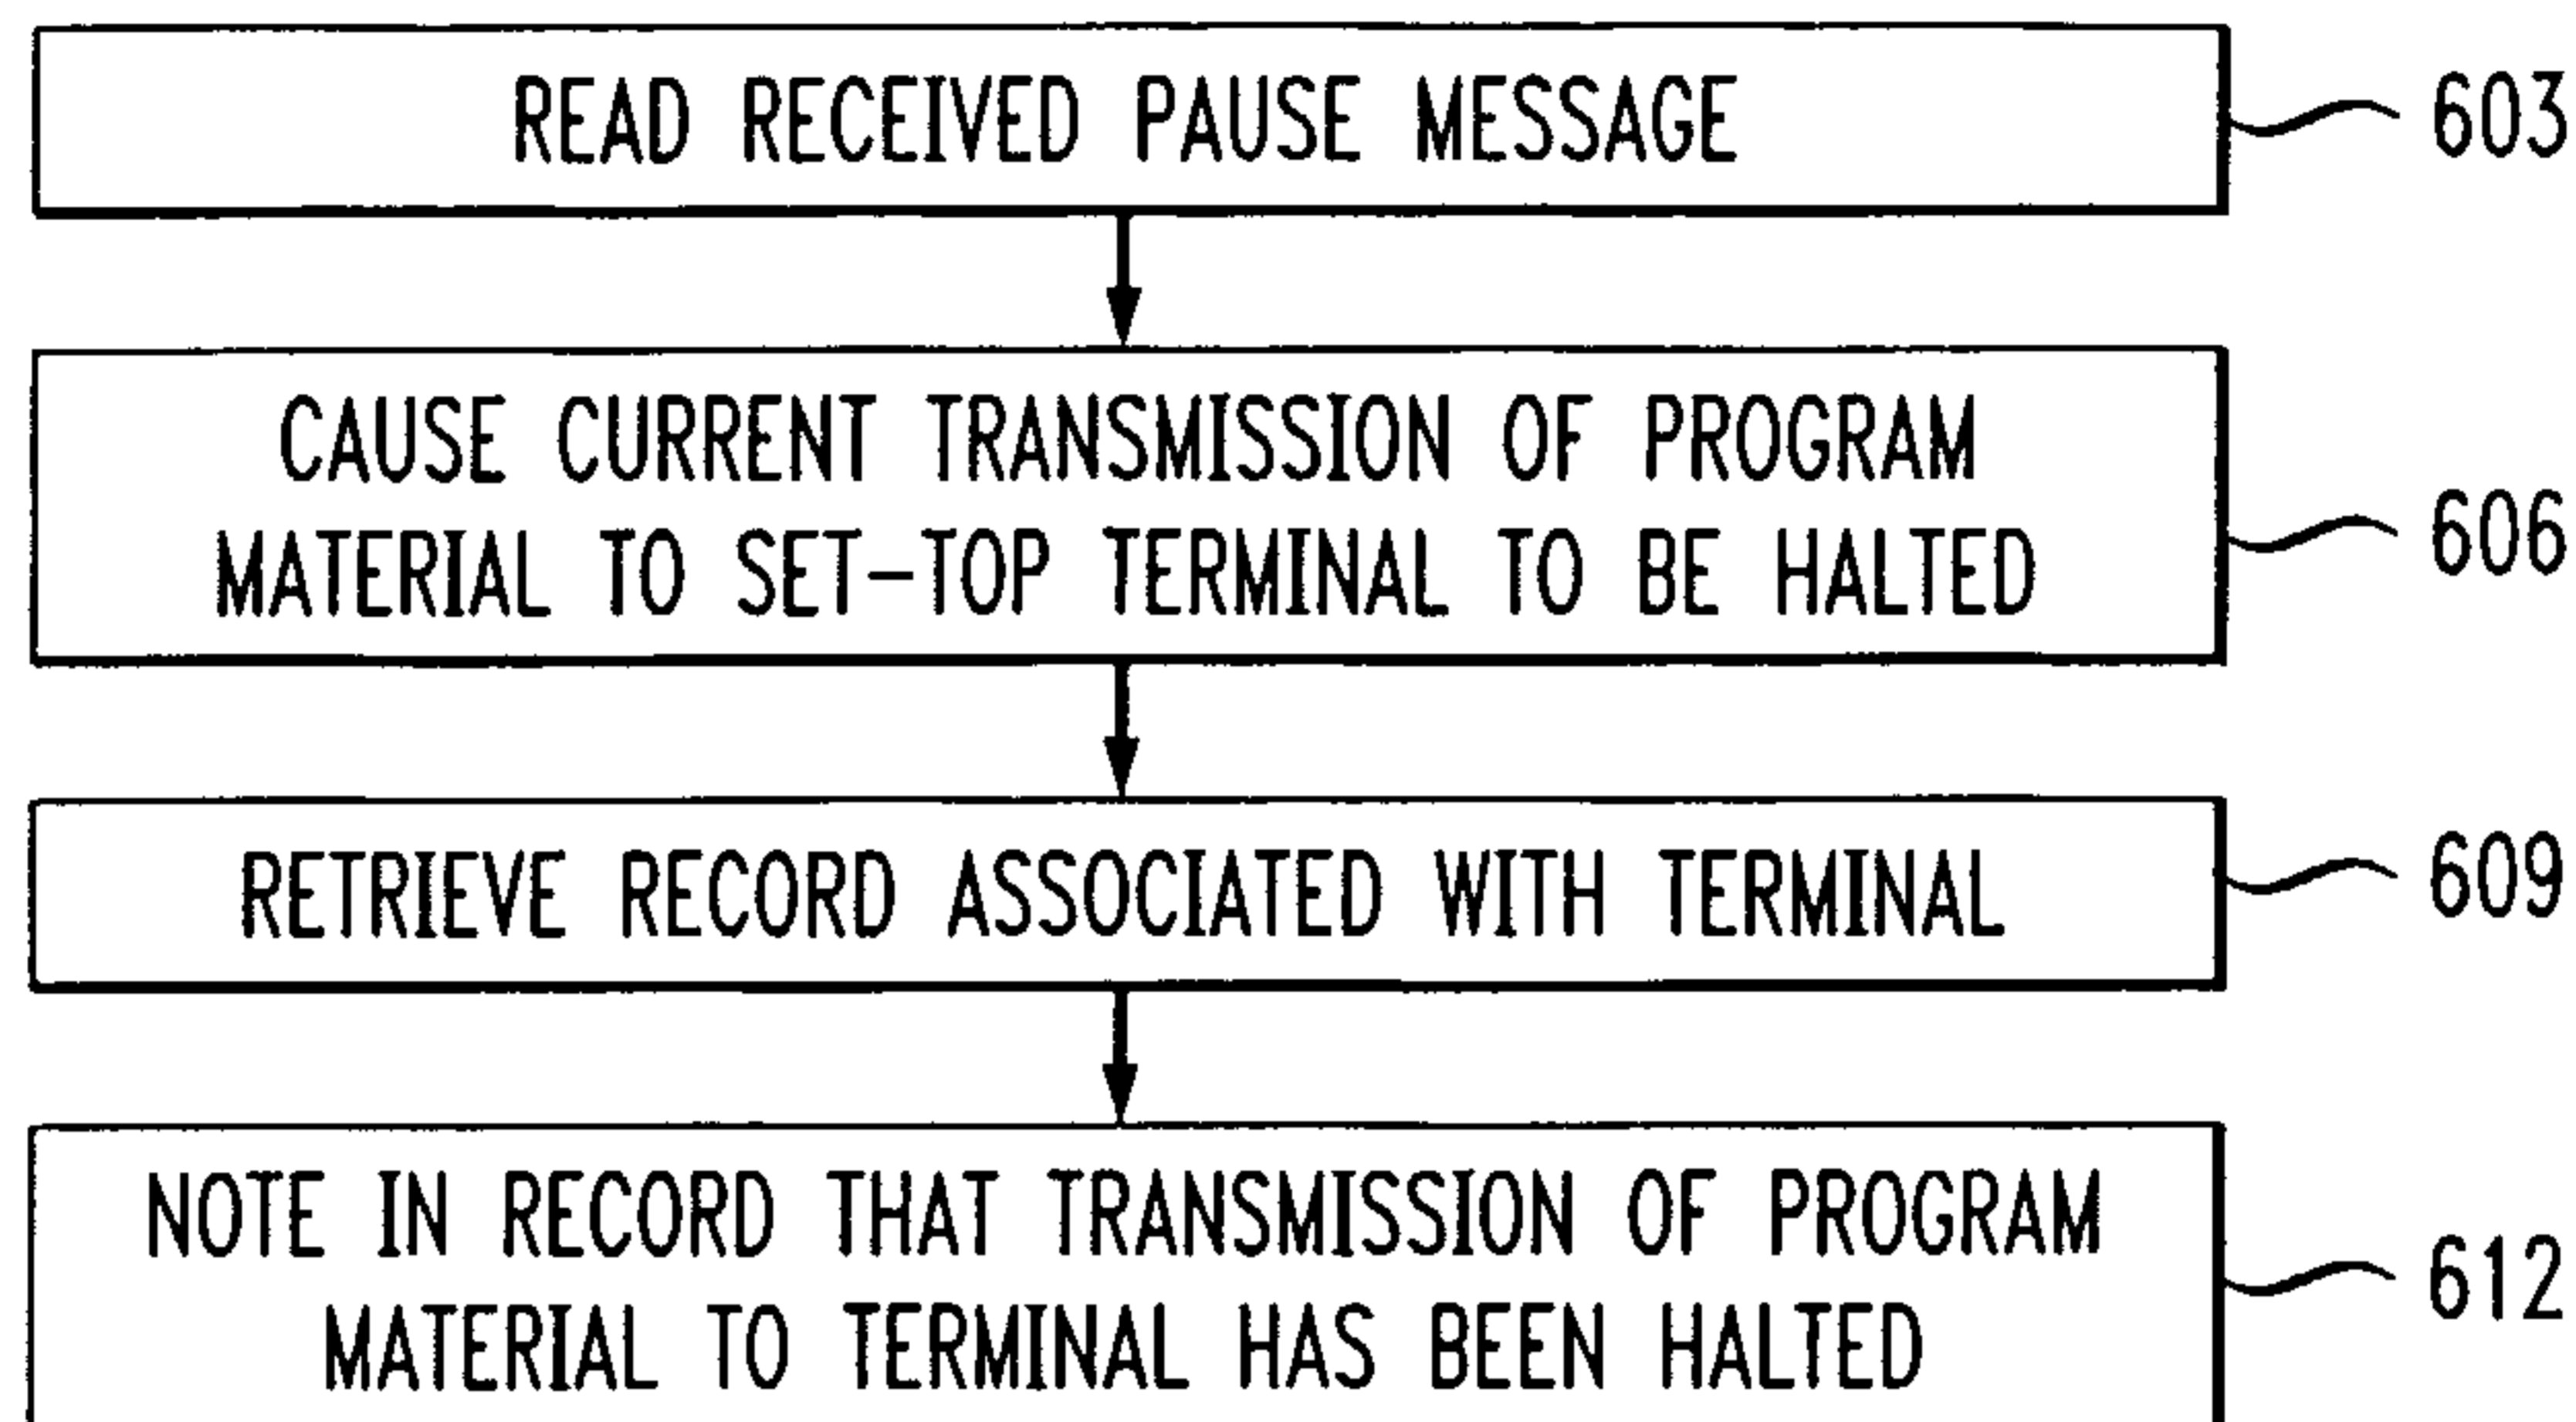 READ RECEIVED PAUSE MESSAGE
603
CAUSE CURRENT TRANSMISSION OF PROGRAM
MATERIAL TO SET-TOP TERMINAL TO BE HALTED
606
RETRIEVE RECORD ASSOCIATED WITH TERMINAL
609
NOTE IN RECORD THAT TRANSMISSION OF PROGRAM
MATERIAL TO TERMINAL HAS BEEN HALTED
612